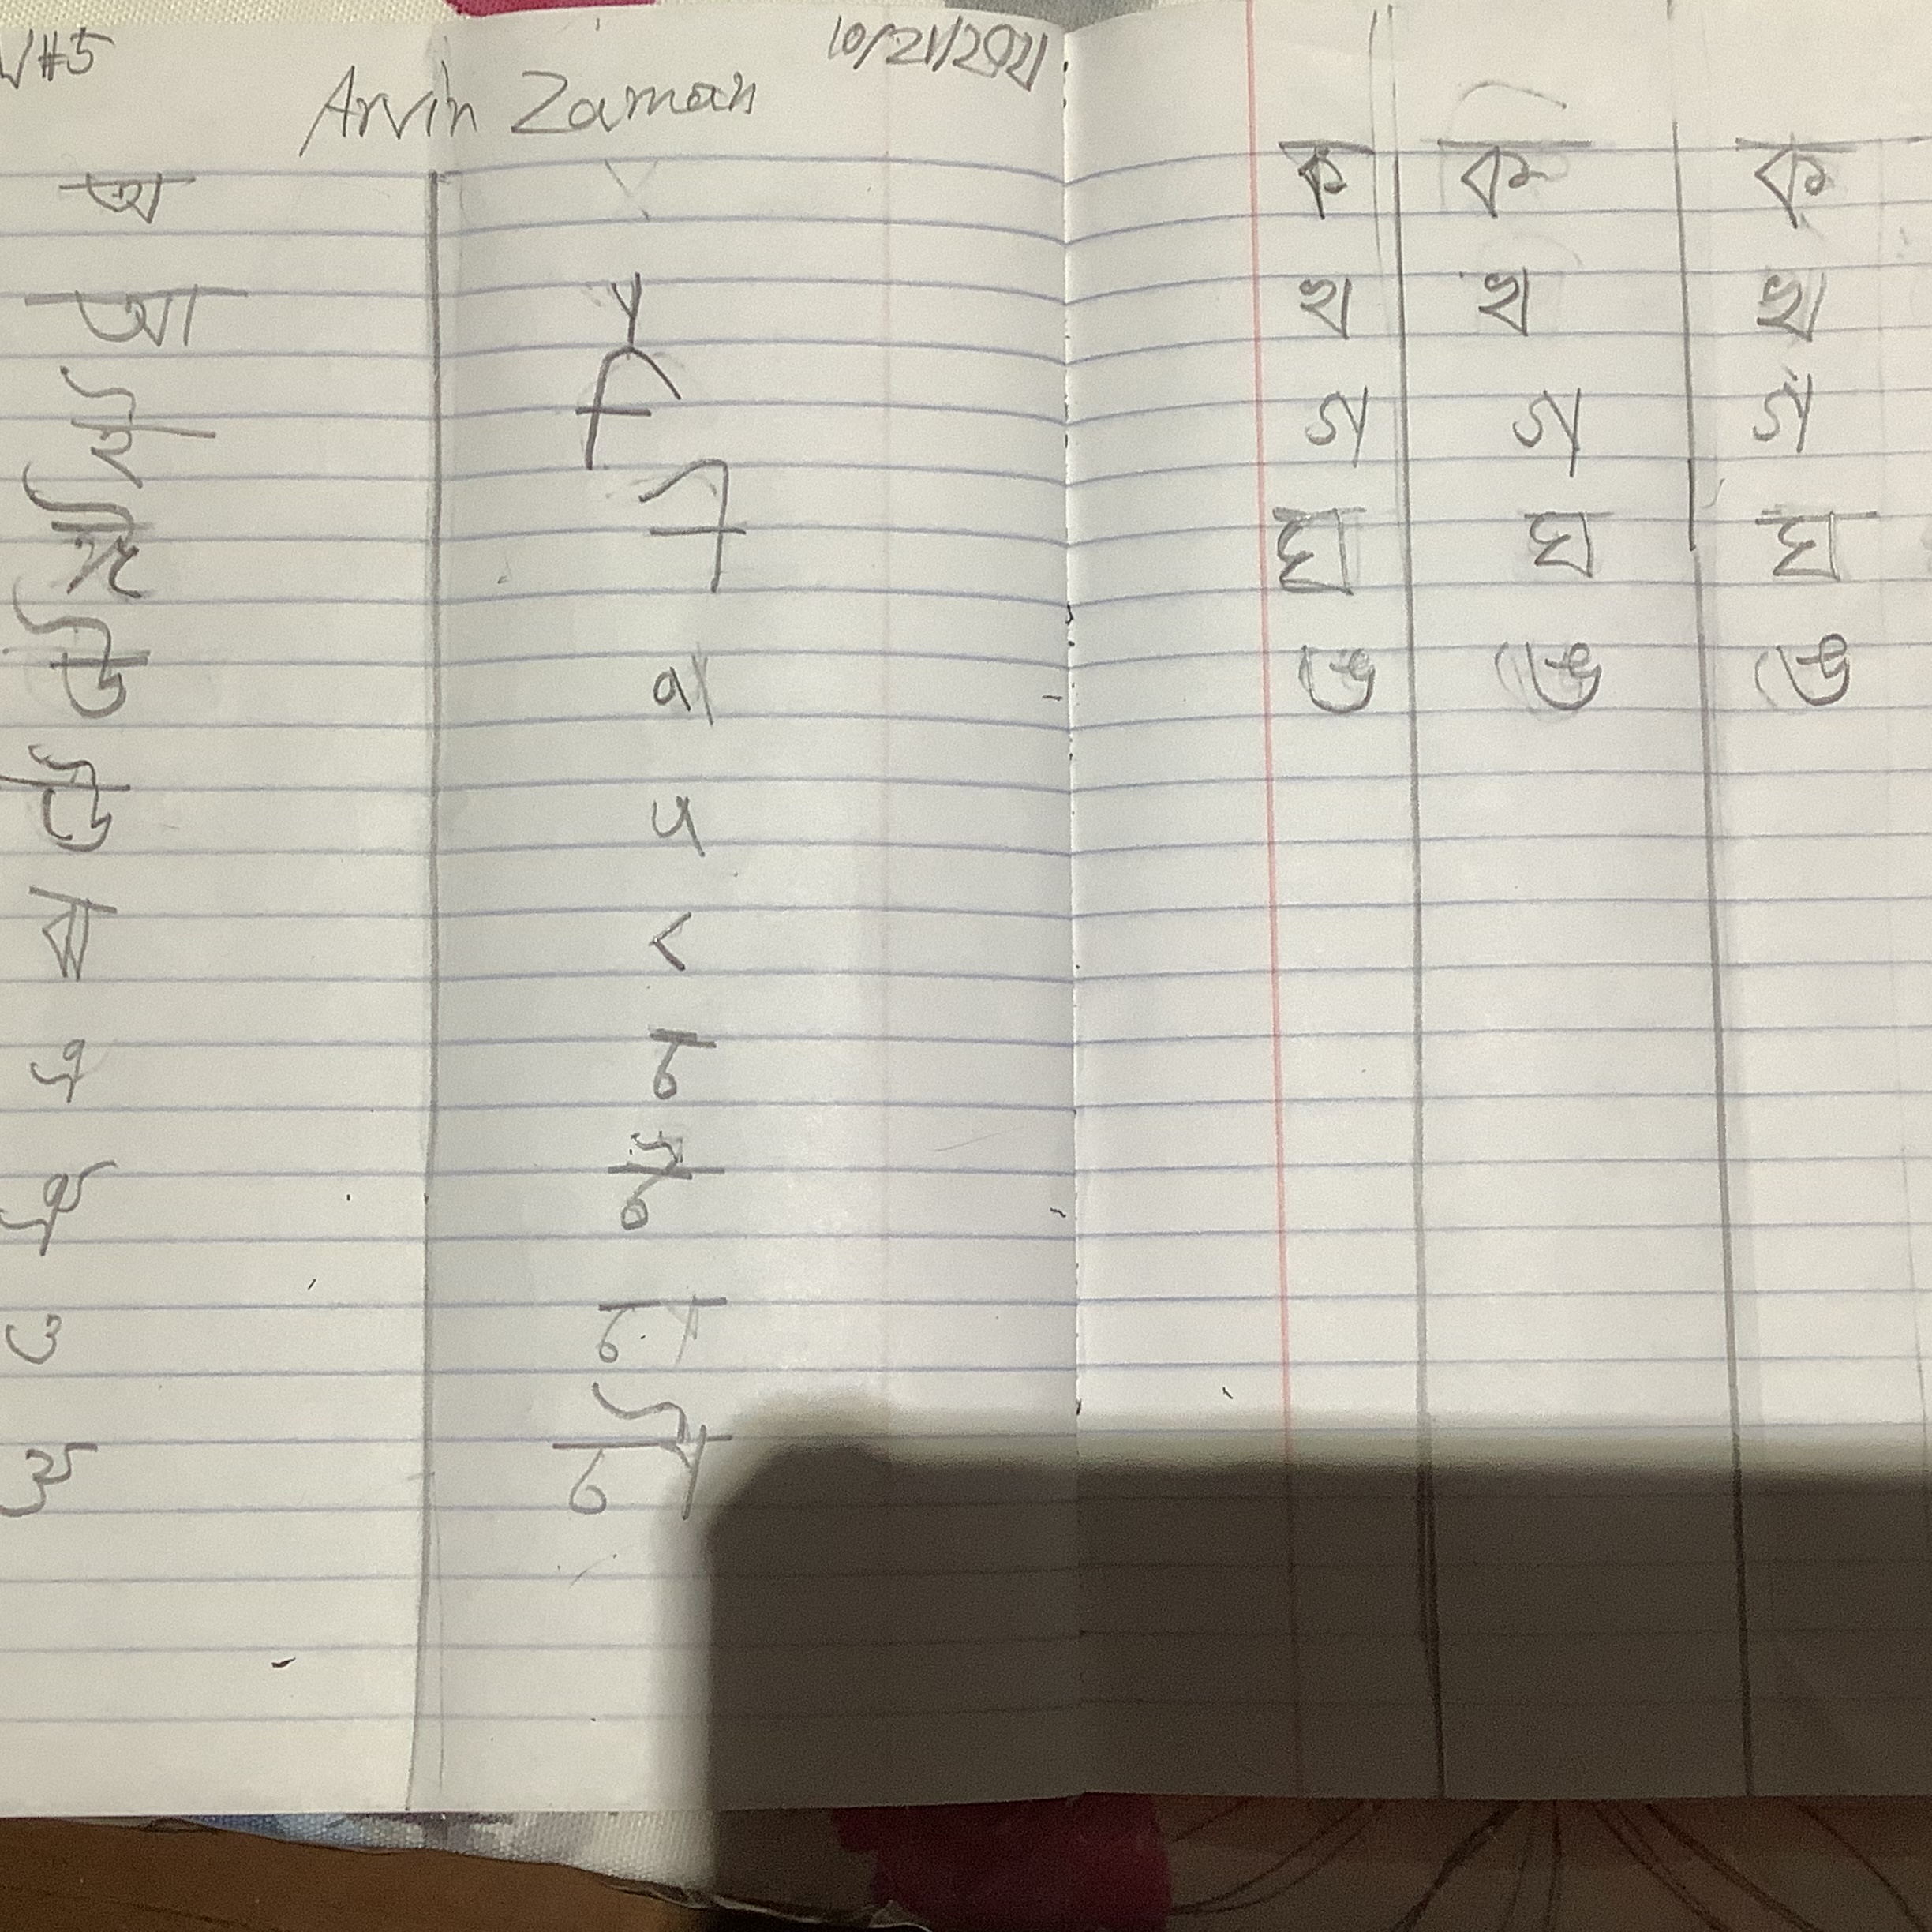 #5
10/21/2021
Arvin Zaman
অ
আ া
ই ি
ঈ ী
উ ু
ঊ ূ
ঋ ৃ
এ ে
ঐ ৈ
ও ো
ঔ ৌ
ক ক ক
খ খ খ
গ গ গ
ঘ ঘ ঘ
ঙ ঙ ঙ